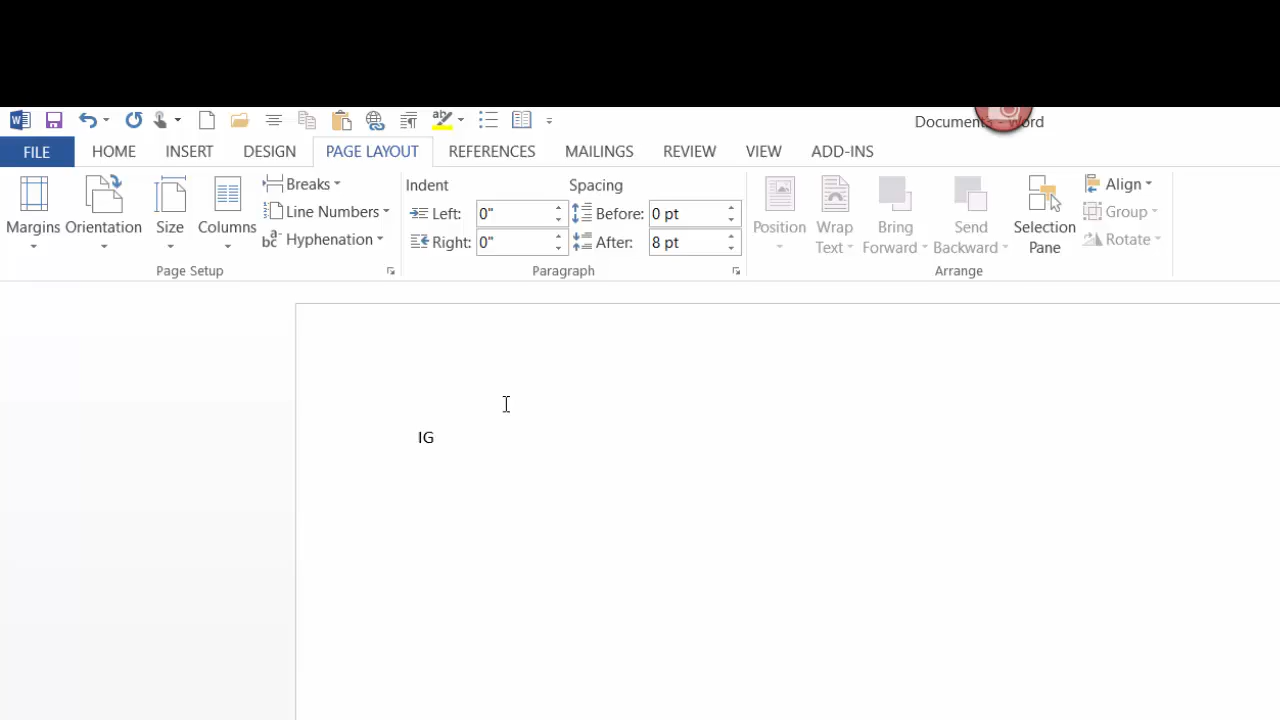 Document - Word
FILE HOME INSERT DESIGN PAGE LAYOUT REFERENCES MAILINGS REVIEW VIEW ADD-INS
Margins Orientation Size Columns
Breaks
Line Numbers
Hyphenation
Page Setup
Indent
Left: 0"
Right: 0"
Spacing
Before: 0 pt
After: 8 pt
Paragraph
Position
Wrap
Text
Bring
Forward
Send
Backward
Selection
Pane
Align
Group
Rotate
Arrange
IG